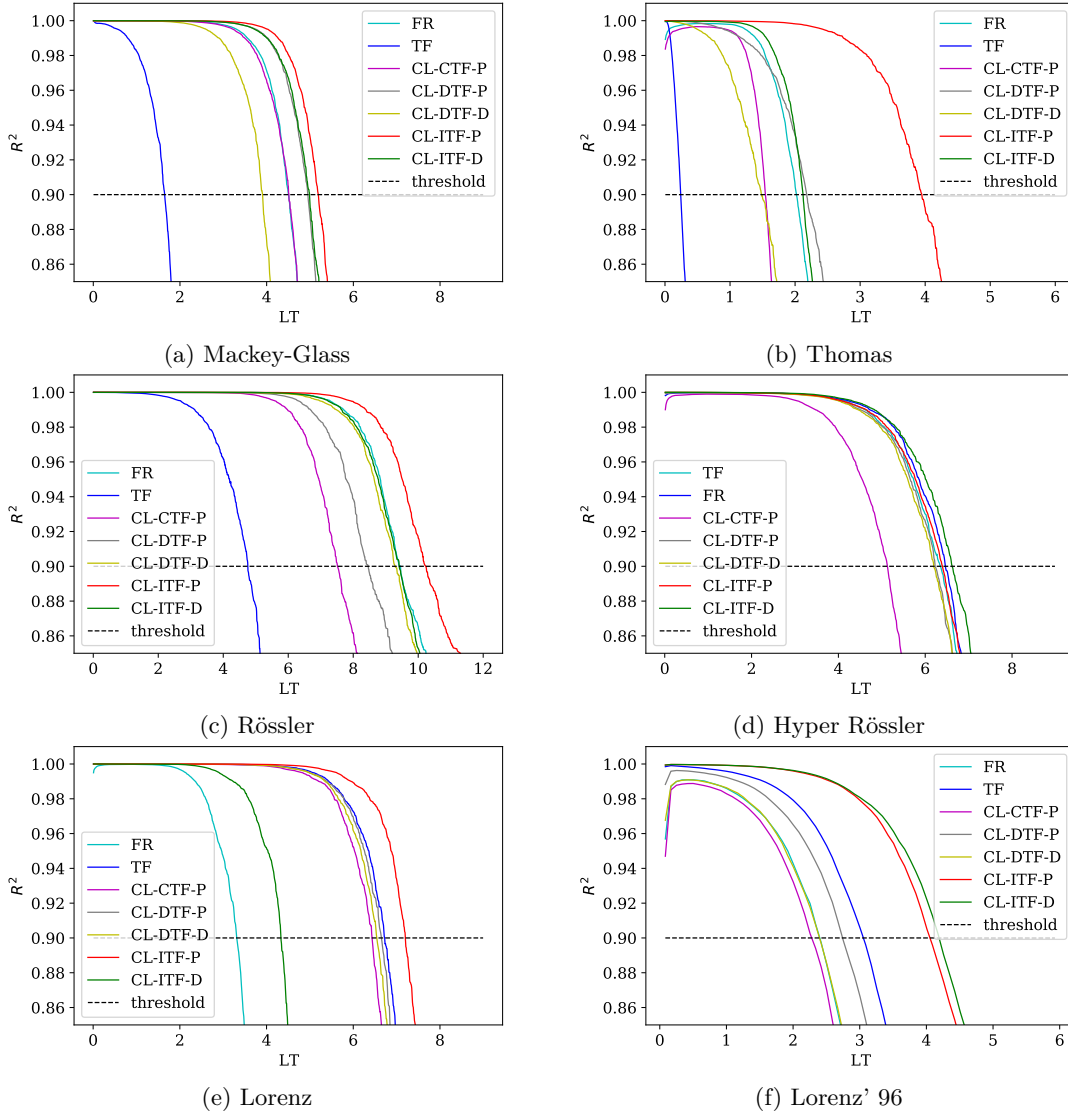 1.00
0.98
0.96
0.94
0.92
0.90
0.88
0.86
R²
0 2 4 6 8
LT
FR
TF
CL-CTF-P
CL-DTF-P
CL-DTF-D
CL-ITF-P
CL-ITF-D
threshold
(a) Mackey-Glass
1.00
0.98
0.96
0.94
0.92
0.90
0.88
0.86
R²
0 1 2 3 4 5 6
LT
FR
TF
CL-CTF-P
CL-DTF-P
CL-DTF-D
CL-ITF-P
CL-ITF-D
threshold
(b) Thomas
1.00
0.98
0.96
0.94
0.92
0.90
0.88
0.86
R²
0 2 4 6 8 10 12
LT
FR
TF
CL-CTF-P
CL-DTF-P
CL-DTF-D
CL-ITF-P
CL-ITF-D
threshold
(c) Rössler
1.00
0.98
0.96
0.94
0.92
0.90
0.88
0.86
R²
0 2 4 6 8
LT
TF
FR
CL-CTF-P
CL-DTF-P
CL-DTF-D
CL-ITF-P
CL-ITF-D
threshold
(d) Hyper Rössler
1.00
0.98
0.96
0.94
0.92
0.90
0.88
0.86
R²
0 2 4 6 8
LT
FR
TF
CL-CTF-P
CL-DTF-P
CL-DTF-D
CL-ITF-P
CL-ITF-D
threshold
(e) Lorenz
1.00
0.98
0.96
0.94
0.92
0.90
0.88
0.86
R²
0 1 2 3 4 5 6
LT
FR
TF
CL-CTF-P
CL-DTF-P
CL-DTF-D
CL-ITF-P
CL-ITF-D
threshold
(f) Lorenz’ 96